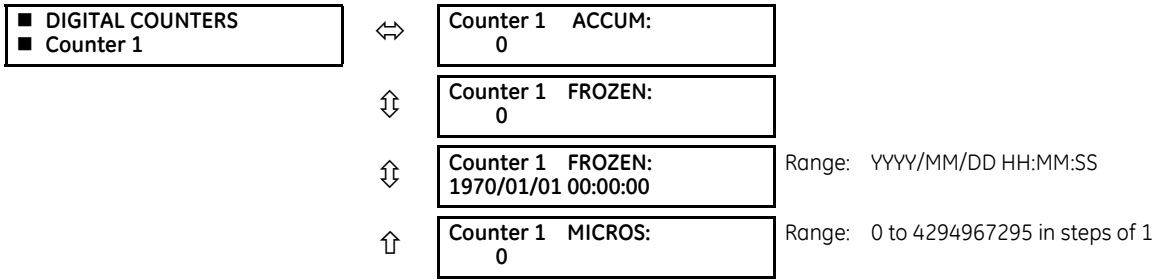 ■ DIGITAL COUNTERS
■ Counter 1
Counter 1 ACCUM:
0
Counter 1 FROZEN:
0
Counter 1 FROZEN:
1970/01/01 00:00:00
Range: YYYY/MM/DD HH:MM:SS
Counter 1 MICROS:
0
Range: 0 to 4294967295 in steps of 1